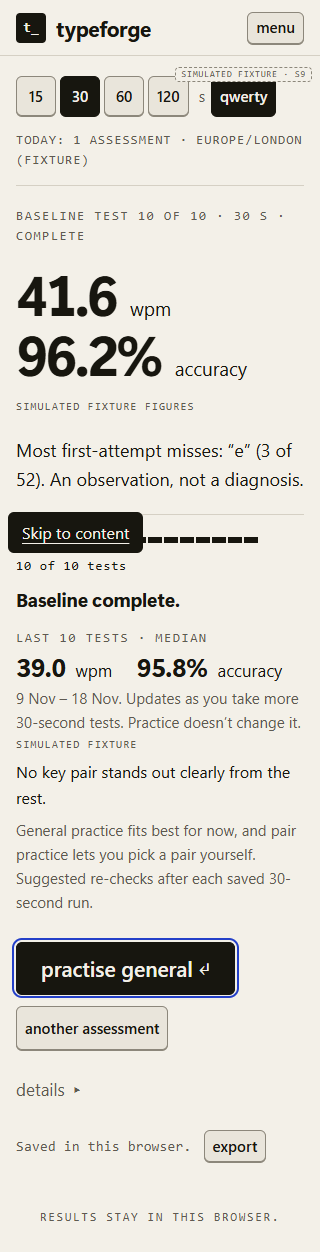 t_ typeforge menu
SIMULATED FIXTURE · S9
15 30 60 120 s qwerty
TODAY: 1 ASSESSMENT · EUROPE/LONDON
(FIXTURE)
BASELINE TEST 10 OF 10 · 30 S ·
COMPLETE
41.6 wpm
96.2% accuracy
SIMULATED FIXTURE FIGURES
Most first-attempt misses: “e” (3 of
52). An observation, not a diagnosis.
Skip to content
10 of 10 tests
Baseline complete.
LAST 10 TESTS · MEDIAN
39.0 wpm 95.8% accuracy
9 Nov – 18 Nov. Updates as you take more
30-second tests. Practice doesn’t change it.
SIMULATED FIXTURE
No key pair stands out clearly from the
rest.
General practice fits best for now, and pair
practice lets you pick a pair yourself.
Suggested re-checks after each saved 30-
second run.
practise general ↵
another assessment
details ▸
Saved in this browser. export
RESULTS STAY IN THIS BROWSER.